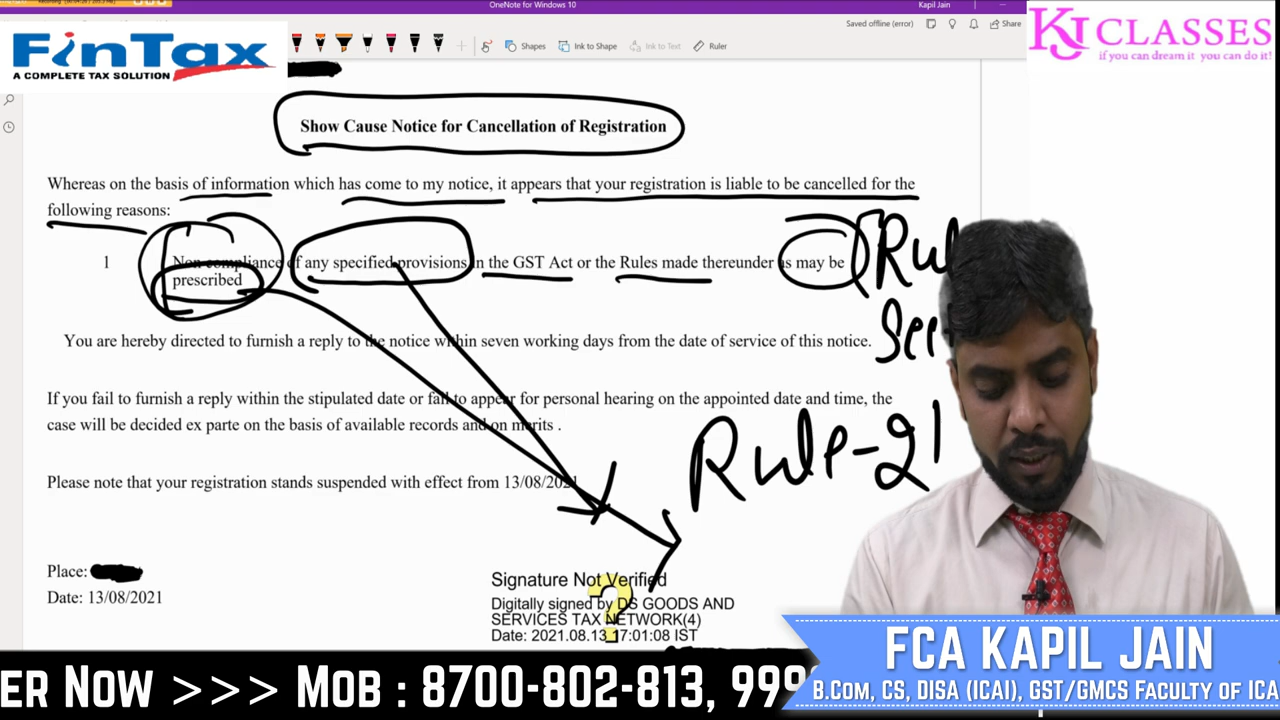 OneNote for Windows 10
Kapil Jain
Saved offline (error)
Share
Shapes
Ink to Shape
Ink to Text
Ruler
FinTax
A COMPLETE TAX SOLUTION
KJ CLASSES
if you can dream it you can do it!
Show Cause Notice for Cancellation of Registration
Whereas on the basis of information which has come to my notice, it appears that your registration is liable to be cancelled for the
following reasons:
1 Non compliance of any specified provisions in the GST Act or the Rules made thereunder as may be
prescribed
You are hereby directed to furnish a reply to the notice within seven working days from the date of service of this notice.
If you fail to furnish a reply within the stipulated date or fail to appear for personal hearing on the appointed date and time, the
case will be decided ex parte on the basis of available records and on merits .
Rule-21
Please note that your registration stands suspended with effect from 13/08/2021
Place:
Date: 13/08/2021
Signature Not Verified
Digitally signed by DS GOODS AND
SERVICES TAX NETWORK(4)
Date: 2021.08.13 17:01:08 IST
?
FCA KAPIL JAIN
B.Com, CS, DISA (ICAI), GST/GMCS Faculty of ICA
er Now >>> Mob : 8700-802-813, 999